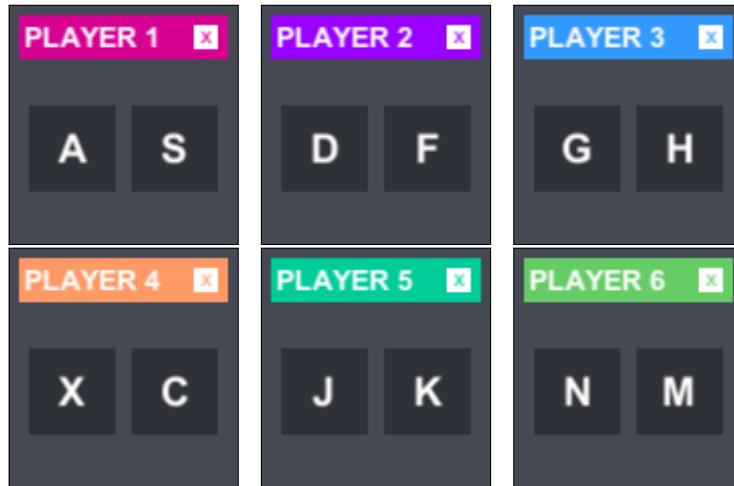 PLAYER 1 x PLAYER 2 x PLAYER 3 x
A S D F G H
PLAYER 4 x PLAYER 5 x PLAYER 6 x
X C J K N M